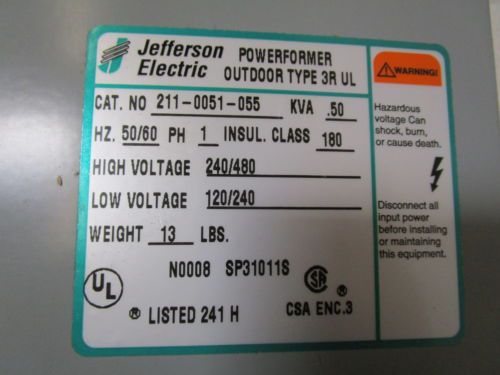 Jefferson Electric
POWERFORMER
OUTDOOR TYPE 3R UL
CAT. NO 211-0051-055 KVA .50
HZ. 50/60 PH 1 INSUL. CLASS 180
HIGH VOLTAGE 240/480
LOW VOLTAGE 120/240
WEIGHT 13 LBS.
N0008 SP31011S
UL ®
LISTED 241 H
SA ®
CSA ENC.3
WARNING!
Hazardous
voltage Can
shock, burn,
or cause death.
Disconnect all
input power
before installing
or maintaining
this equipment.